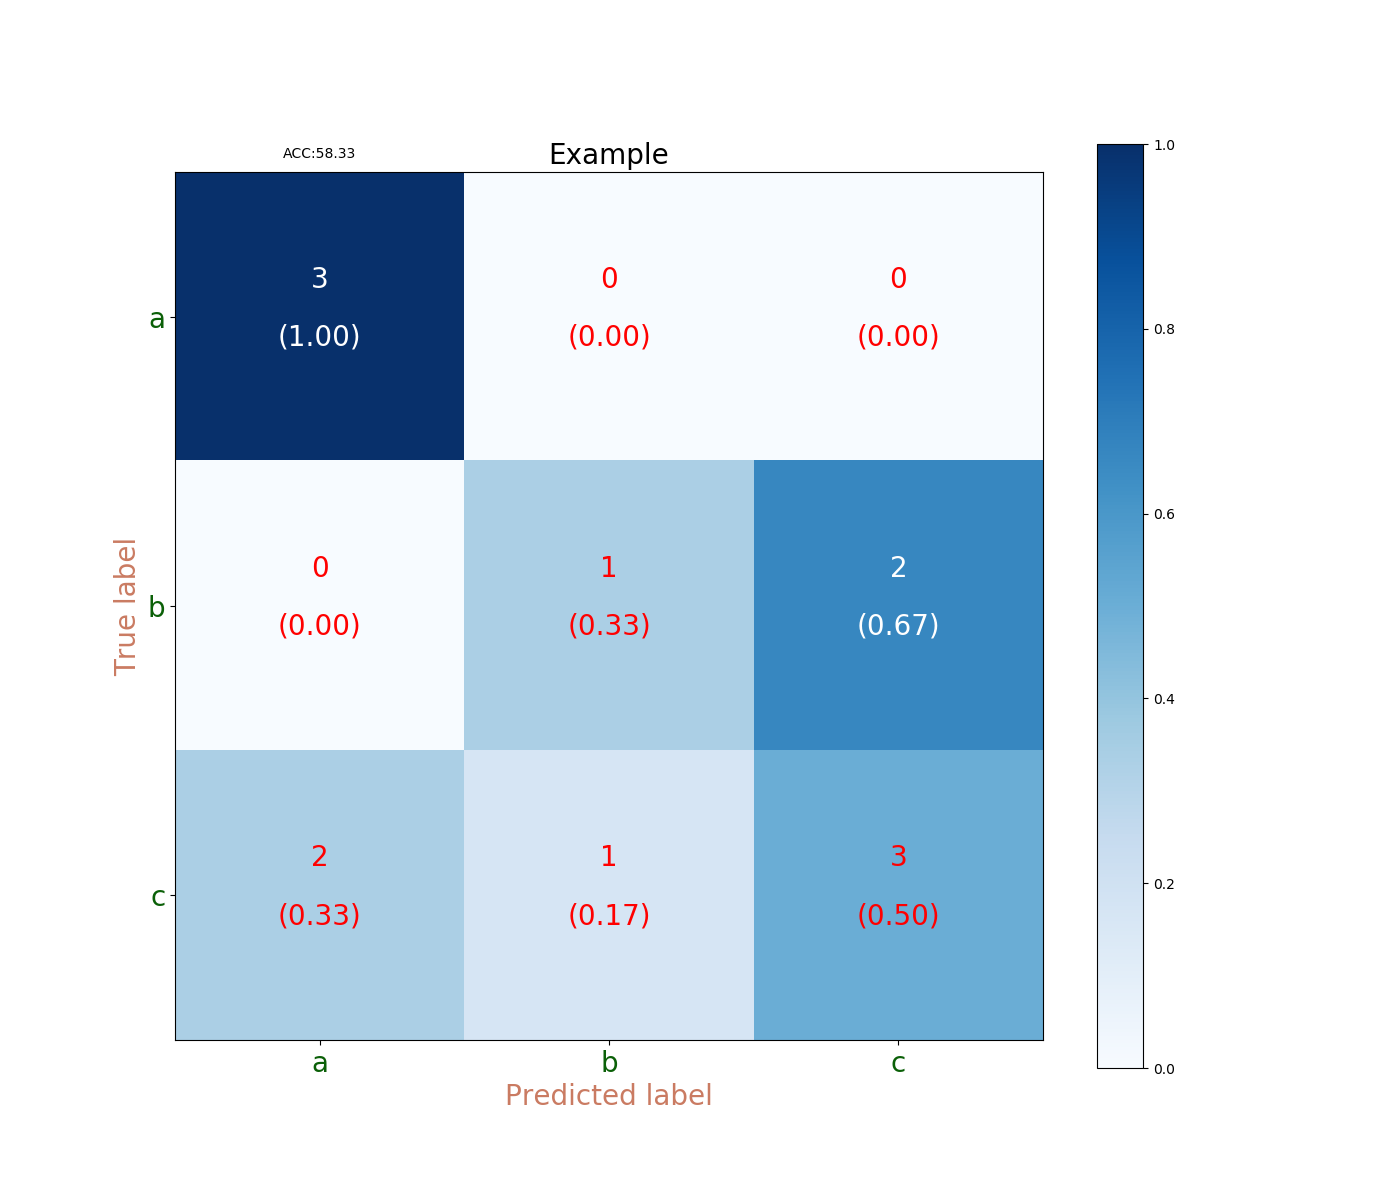 ACC:58.33
Example
1.0
3 0 0
(1.00) (0.00) (0.00)
a
0.8
0.6
0 1 2
(0.00) (0.33) (0.67)
b
True label
0.4
2 1 3
(0.33) (0.17) (0.50)
c
0.2
0.0
a b c
Predicted label